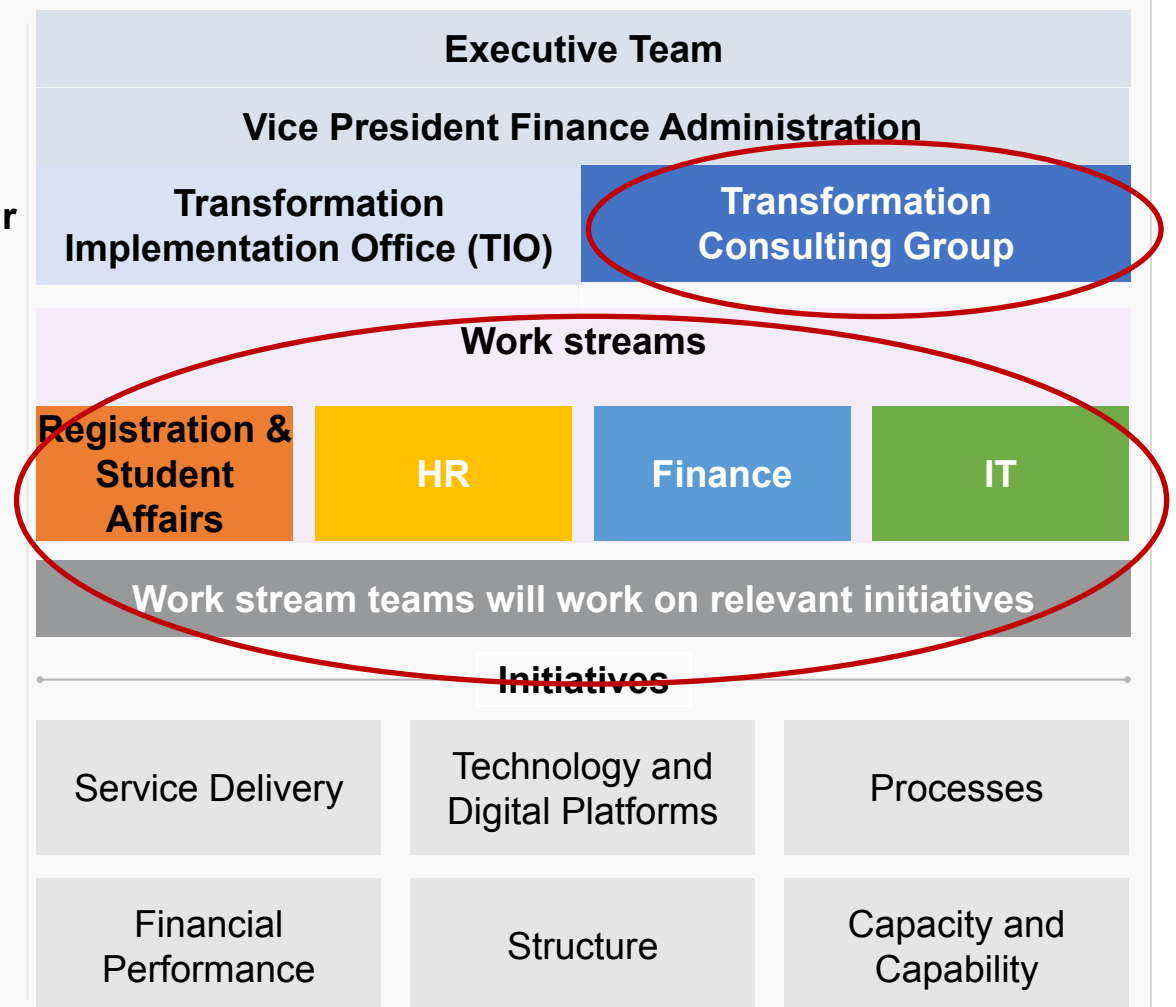 Executive Team
Vice President Finance Administration
r
Transformation
Implementation Office (TIO)
Transformation
Consulting Group
Work streams
Registration &
Student
Affairs
HR
Finance
IT
Work stream teams will work on relevant initiatives
Initiatives
Service Delivery
Technology and
Digital Platforms
Processes
Financial
Performance
Structure
Capacity and
Capability